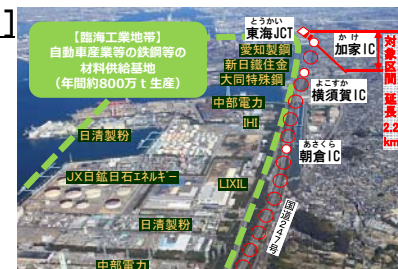 】
【臨海工業地帯】
自動車産業等の鉄鋼等の
材料供給基地
（年間約800万ｔ生産）
とうかい
東海JCT
かけ
加家IC
愛知製鋼
新日鐵住金
大同特殊鋼
よこすか
横須賀IC
中部電力
IHI
日清製粉
あさくら
朝倉IC
JX日鉱日石エネルギー
LIXIL
日清製粉
国道247号
中部電力
対象区間 延長2.2km